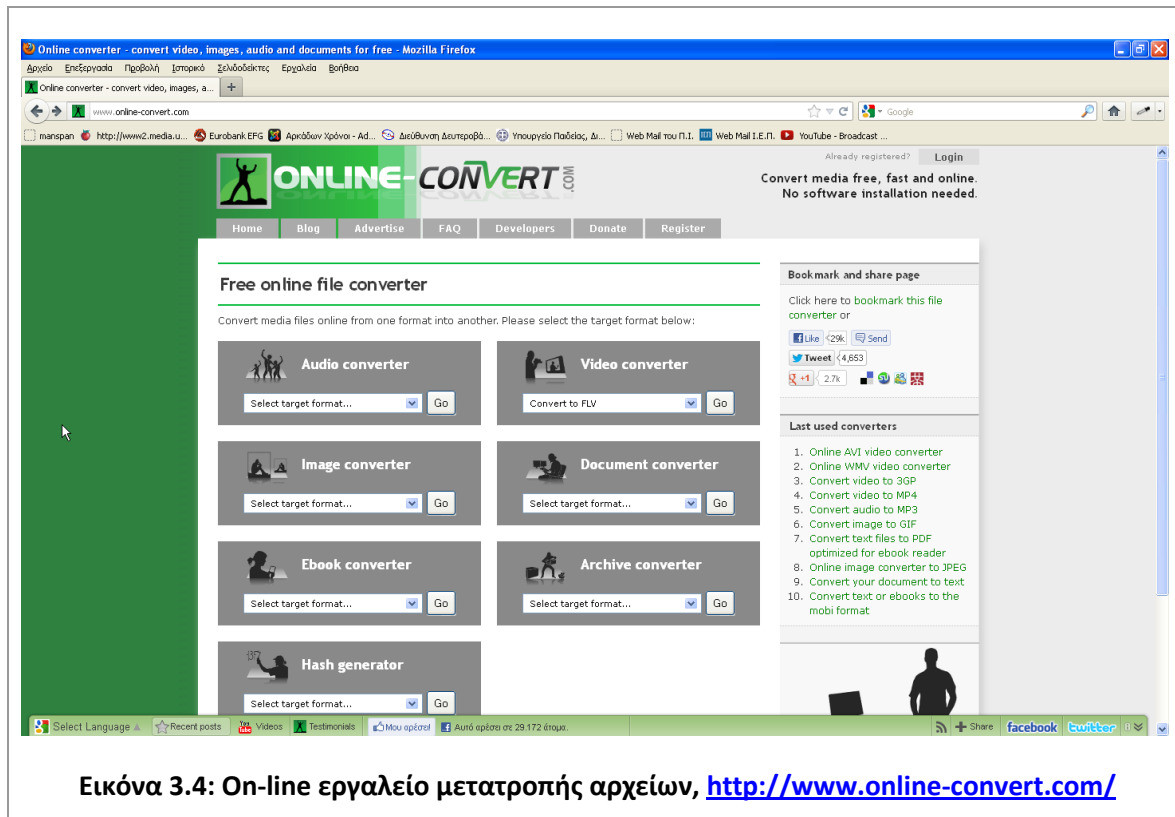 Online converter - convert video, images, audio and documents for free - Mozilla Firefox
Αρχείο Επεξεργασία Προβολή Ιστορικό Σελιδοδείκτες Εργαλεία Βοήθεια
Online converter - convert video, images, a... +
www.online-convert.com Google
manspan http://www2.media.u... Eurobank EFG Αρκάδων Χρόνοι - Ad... Διεύθυνση Δευτεροβά... Υπουργείο Παιδείας, Δι... Web Mail του Π.Ι. Web Mail Ι.Ε.Π. YouTube - Broadcast ...
Already registered? Login
ONLINE-CONVERT.COM
Convert media free, fast and online.
No software installation needed.
Home Blog Advertise FAQ Developers Donate Register
Free online file converter
Convert media files online from one format into another. Please select the target format below:
Audio converter
Select target format... Go
Video converter
Convert to FLV Go
Image converter
Select target format... Go
Document converter
Select target format... Go
Ebook converter
Select target format... Go
Archive converter
Select target format... Go
Hash generator
Select target format... Go
Bookmark and share page
Click here to bookmark this file
converter or
Like 29k Send
Tweet 4,653
+1 2.7k
Last used converters
1. Online AVI video converter
2. Online WMV video converter
3. Convert video to 3GP
4. Convert video to MP4
5. Convert audio to MP3
6. Convert image to GIF
7. Convert text files to PDF
optimized for ebook reader
8. Online image converter to JPEG
9. Convert your document to text
10. Convert text or ebooks to the
mobi format
Select Language Recent posts You Tube Videos Testimonials Μου αρέσει! Αυτό αρέσει σε 29.172 άτομα. Share facebook twitter
Εικόνα 3.4: On-line εργαλείο μετατροπής αρχείων, http://www.online-convert.com/